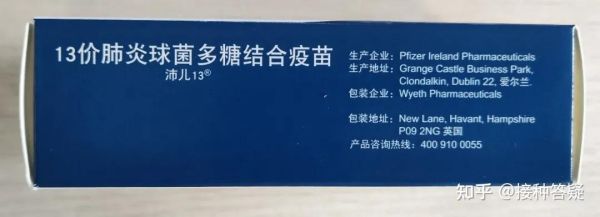 13价肺炎球菌多糖结合疫苗
沛儿13®
生产企业：Pfizer Ireland Pharmaceuticals
生产地址：Grange Castle Business Park,
Clondalkin, Dublin 22, 爱尔兰.
包装企业：Wyeth Pharmaceuticals
包装地址：New Lane, Havant, Hampshire
P09 2NG 英国
产品咨询热线：400 910 0055
知乎 @接种答疑